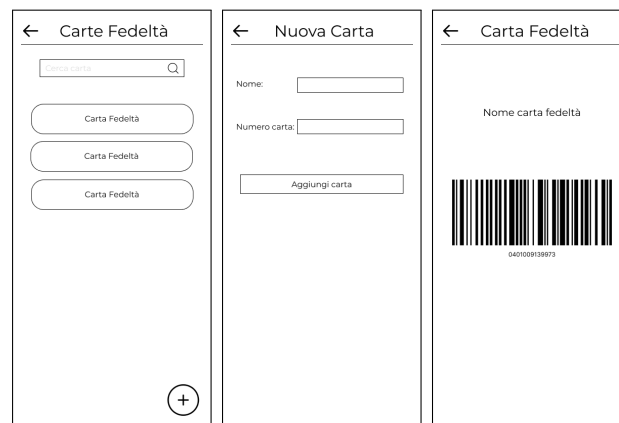 Carte Fedeltà
Cerca carta
Carta Fedeltà
Carta Fedeltà
Carta Fedeltà
Nuova Carta
Nome:
Numero carta:
Aggiungi carta
Carta Fedeltà
Nome carta fedeltà
0401009139973